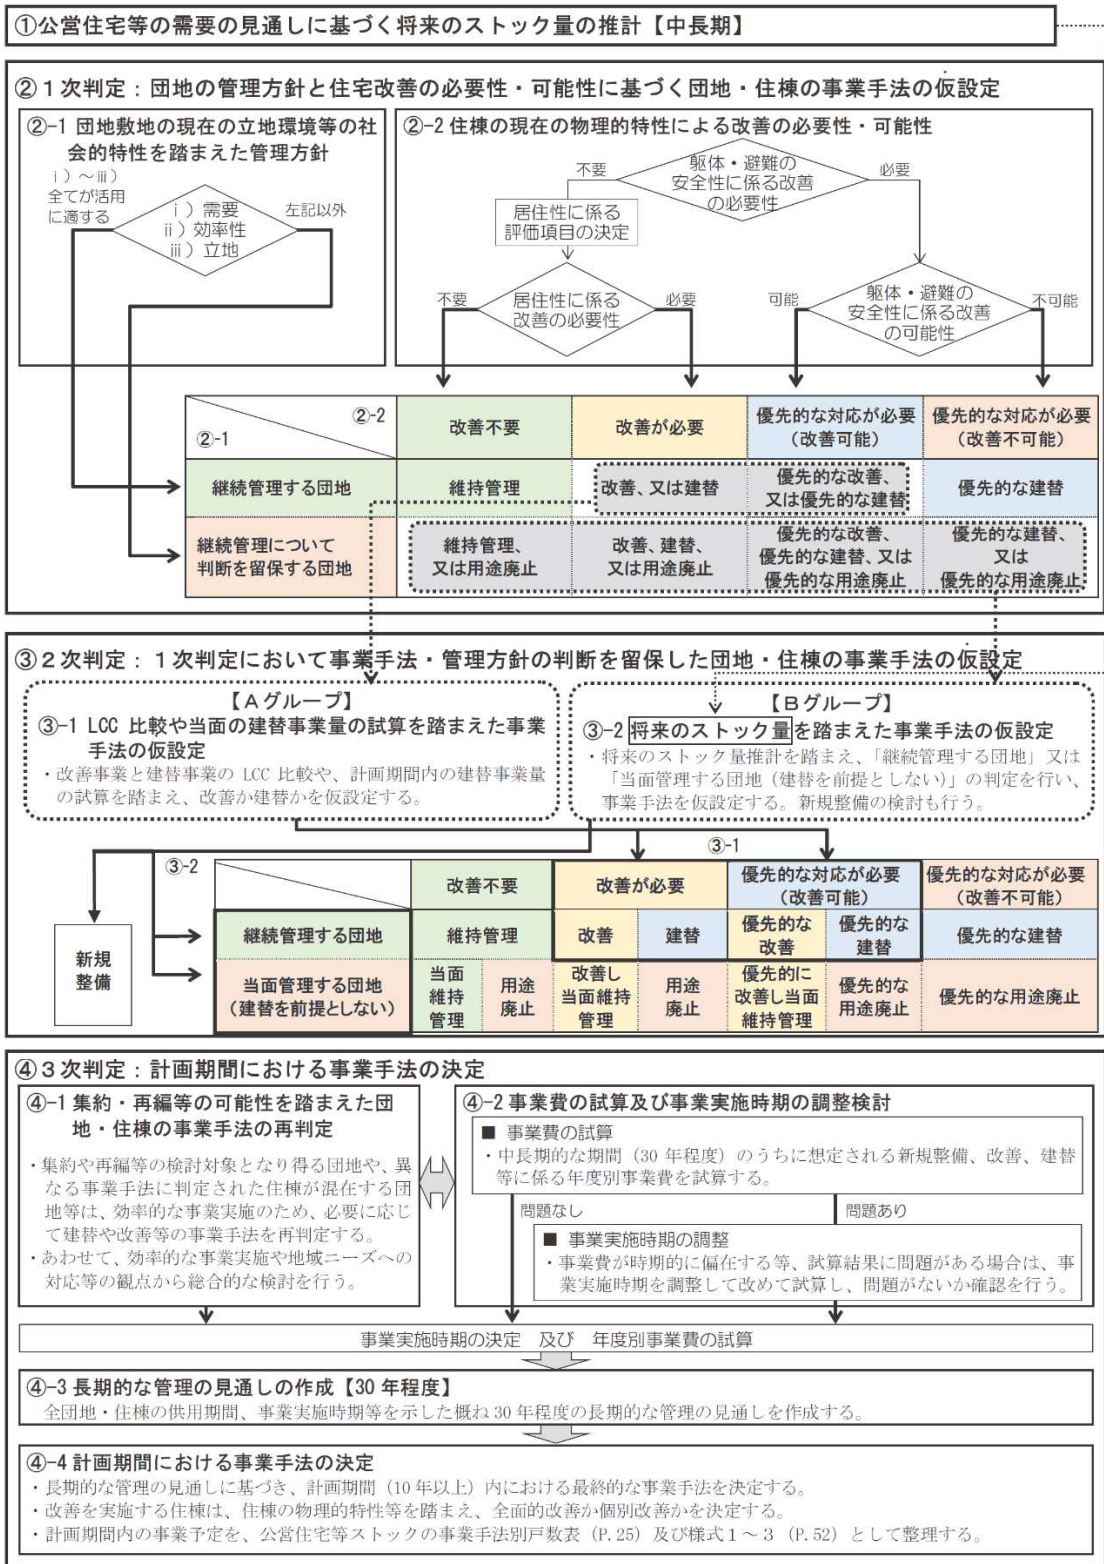 ①公営住宅等の需要の見通しに基づく将来のストック量の推計【中長期】
②１次判定：団地の管理方針と住宅改善の必要性・可能性に基づく団地・住棟の事業手法の仮設定
②-1 団地敷地の現在の立地環境等の社
会的特性を踏まえた管理方針
ⅰ）～ⅲ）
全てが活用
に適する
ⅰ）需要
ⅱ）効率性
ⅲ）立地
左記以外
②-2 住棟の現在の物理的特性による改善の必要性・可能性
不要
躯体・避難の
安全性に係る改善
の必要性
必要
居住性に係る
評価項目の決定
不要
居住性に係る
改善の必要性
必要
可能
躯体・避難の
安全性に係る改善
の可能性
不可能
②-2
②-1
改善不要
改善が必要
優先的な対応が必要
（改善可能）
優先的な対応が必要
（改善不可能）
継続管理する団地
維持管理
改善、又は建替
優先的な改善、
又は優先的な建替
優先的な建替
継続管理について
判断を留保する団地
維持管理、
又は用途廃止
改善、建替、
又は用途廃止
優先的な改善、
優先的な建替、又は
優先的な用途廃止
優先的な建替、
又は
優先的な用途廃止
③２次判定：１次判定において事業手法・管理方針の判断を留保した団地・住棟の事業手法の仮設定
【Ａグループ】
③-1 LCC 比較や当面の建替事業量の試算を踏まえた事業
手法の仮設定
・改善事業と建替事業の LCC 比較や、計画期間内の建替事業量
の試算を踏まえ、改善か建替かを仮設定する。
【Ｂグループ】
③-2 将来のストック量を踏まえた事業手法の仮設定
・将来のストック量推計を踏まえ、「継続管理する団地」又は
「当面管理する団地（建替を前提としない）」の判定を行い、
事業手法を仮設定する。新規整備の検討も行う。
③-1
③-2
新規
整備
改善不要
改善が必要
優先的な対応が必要
（改善可能）
優先的な対応が必要
（改善不可能）
継続管理する団地
維持管理
改善
建替
優先的な
改善
優先的な
建替
優先的な建替
当面管理する団地
（建替を前提としない）
当面
維持
管理
用途
廃止
改善し
当面維持
管理
用途
廃止
優先的に
改善し当面
維持管理
優先的な
用途廃止
優先的な用途廃止
④３次判定：計画期間における事業手法の決定
④-1 集約・再編等の可能性を踏まえた団
地・住棟の事業手法の再判定
・集約や再編等の検討対象となり得る団地や、異
なる事業手法に判定された住棟が混在する団
地等は、効率的な事業実施のため、必要に応じ
て建替や改善等の事業手法を再判定する。
・あわせて、効率的な事業実施や地域ニーズへの
対応等の観点から総合的な検討を行う。
④-2 事業費の試算及び事業実施時期の調整検討
■ 事業費の試算
・中長期的な期間（30 年程度）のうちに想定される新規整備、改善、建替
等に係る年度別事業費を試算する。
問題なし
問題あり
■ 事業実施時期の調整
・事業費が時期的に偏在する等、試算結果に問題がある場合は、事
業実施時期を調整して改めて試算し、問題がないか確認を行う。
事業実施時期の決定　及び　年度別事業費の試算
④-3 長期的な管理の見通しの作成【30 年程度】
全団地・住棟の供用期間、事業実施時期等を示した概ね 30 年程度の長期的な管理の見通しを作成する。
④-4 計画期間における事業手法の決定
・長期的な管理の見通しに基づき、計画期間（10 年以上）内における最終的な事業手法を決定する。
・改善を実施する住棟は、住棟の物理的特性等を踏まえ、全面的改善か個別改善かを決定する。
・計画期間内の事業予定を、公営住宅等ストックの事業手法別戸数表（P.25）及び様式１～３（P.52）として整理する。